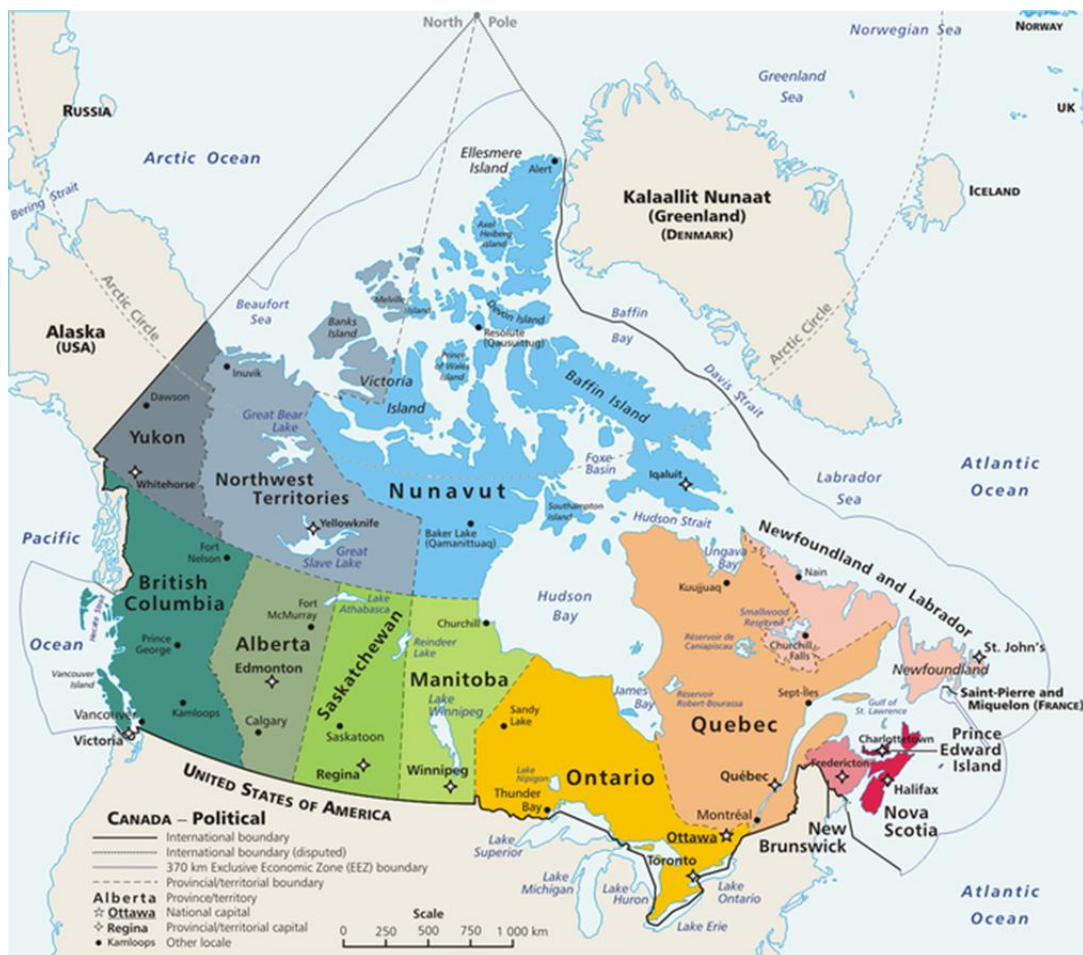 North Pole
Norwegian Sea
NORWAY
Greenland
Sea
RUSSIA
UK
Arctic Ocean
Ellesmere
Island
Alert
Bering Strait
Kalaallit Nunaat
(Greenland)
(DENMARK)
ICELAND
Axel
Heiberg
Island
Arctic Circle
Beaufort
Sea
Melville
Island
Devon Island
Banks
Island
Resolute
(Qausuittuq)
Baffin
Bay
Arctic Circle
Alaska
(USA)
Prince
of Wales
Island
Inuvik
Victoria
Island
Baffin Island
Davis Strait
Dawson
Great Bear
Lake
Yukon
Foxe
Basin
Iqaluit
Whitehorse
Northwest
Territories
Nunavut
Labrador
Sea
Atlantic
Ocean
Southampton
Island
Hudson Strait
Yellowknife
Baker Lake
(Qamanittuaq)
Pacific
Ocean
Fort
Nelson
Great
Slave Lake
Ungava
Bay
Newfoundland and Labrador
Nain
Kuujjuaq
British
Columbia
Hecate Strait
Lake
Athabasca
Fort
McMurray
Hudson
Bay
Smallwood
Reservoir
Churchill
Prince
George
Alberta
Saskatchewan
Reindeer
Lake
Réservoir de
Caniapiscau
Churchill
Falls
St. John's
Edmonton
Manitoba
Newfoundland
Vancouver
Island
Lake
Winnipeg
James
Bay
Réservoir
Robert-Bourassa
Sept-Îles
Saint-Pierre and
Miquelon (FRANCE)
Kamloops
Vancouver
Victoria
Calgary
Saskatoon
Sandy
Lake
Quebec
Gulf of
St. Lawrence
Charlottetown
Prince
Edward
Island
Regina
Winnipeg
Lake
Nipigon
Ontario
Québec
Fredericton
Halifax
UNITED STATES OF AMERICA
Thunder
Bay
Montréal
Nova
Scotia
New
Brunswick
Ottawa
Lake
Superior
Toronto
Lake
Michigan
Lake
Huron
Lake
Ontario
Lake Erie
Atlantic
Ocean
CANADA – Political
International boundary
International boundary (disputed)
370 km Exclusive Economic Zone (EEZ) boundary
Provincial/territorial boundary
Alberta Province/territory
Ottawa National capital
Regina Provincial/territorial capital
Kamloops Other locale
Scale
0 250 500 750 1 000 km